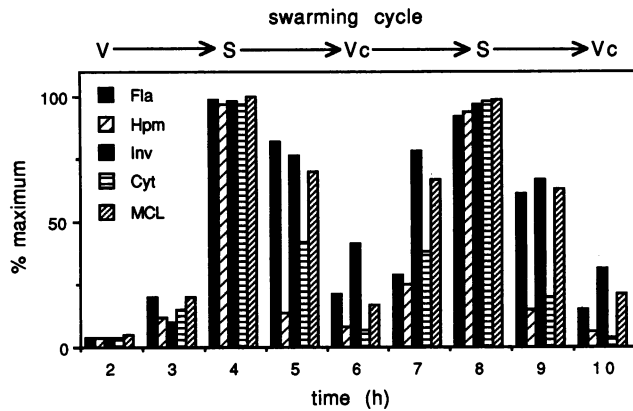 swarming cycle
V S Vc S Vc
100
50
0
% maximum
Fla
Hpm
Inv
Cyt
MCL
2 3 4 5 6 7 8 9 10
time (h)